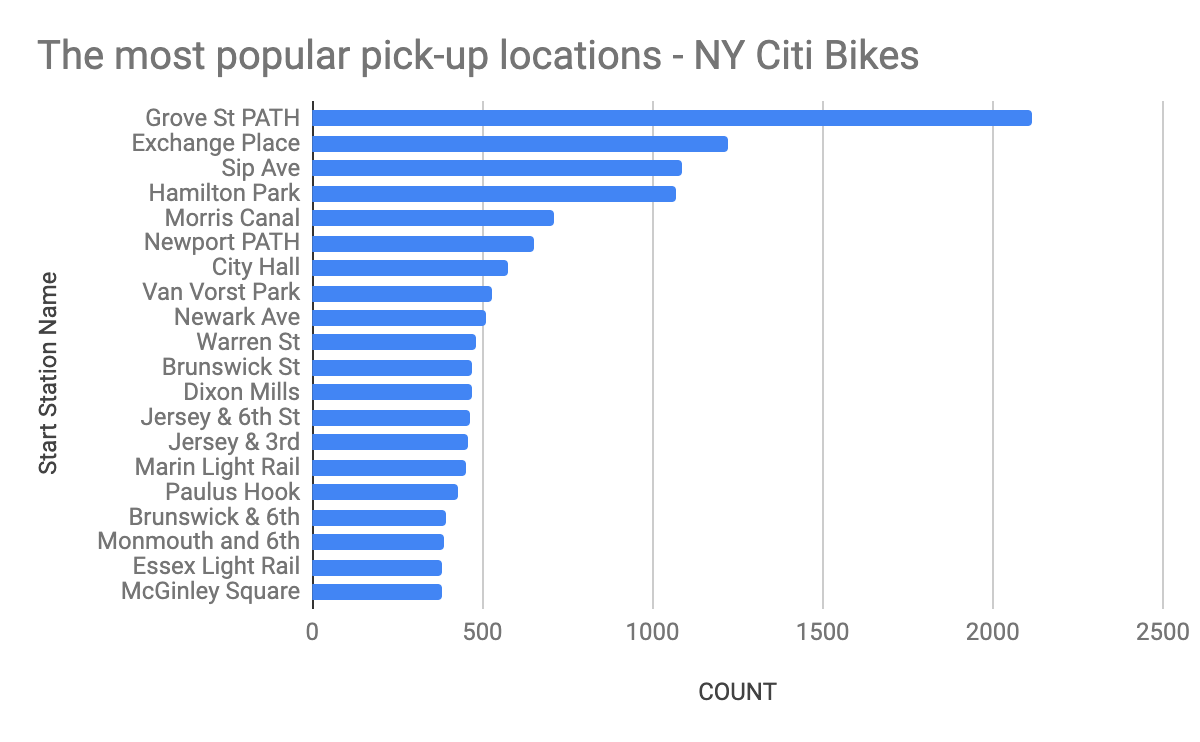 The most popular pick-up locations - NY Citi Bikes
Start Station Name
Grove St PATH
Exchange Place
Sip Ave
Hamilton Park
Morris Canal
Newport PATH
City Hall
Van Vorst Park
Newark Ave
Warren St
Brunswick St
Dixon Mills
Jersey & 6th St
Jersey & 3rd
Marin Light Rail
Paulus Hook
Brunswick & 6th
Monmouth and 6th
Essex Light Rail
McGinley Square
0 500 1000 1500 2000 2500
COUNT